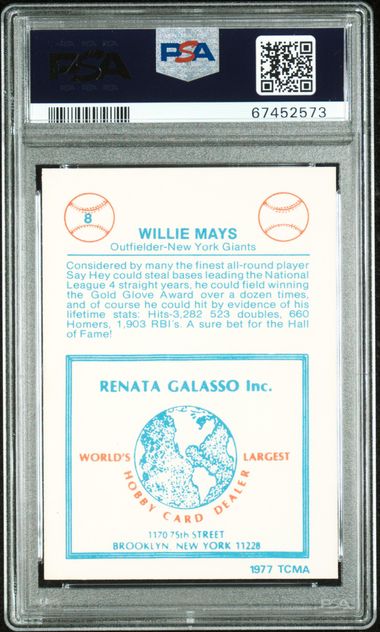 PSA
PSA
67452573
8
WILLIE MAYS
Outfielder-New York Giants
Considered by many the finest all-round player
Say Hey could steal bases leading the National
League 4 straight years, he could field winning
the Gold Glove Award over a dozen times,
and of course he could hit by evidence of his
lifetime stats: Hits-3,282 523 doubles, 660
Homers, 1,903 RBI's. A sure bet for the Hall
of Fame!
RENATA GALASSO Inc.
WORLD'S LARGEST
HOBBY CARD DEALER
1170 75th STREET
BROOKLYN, NEW YORK 11228
1977 TCMA